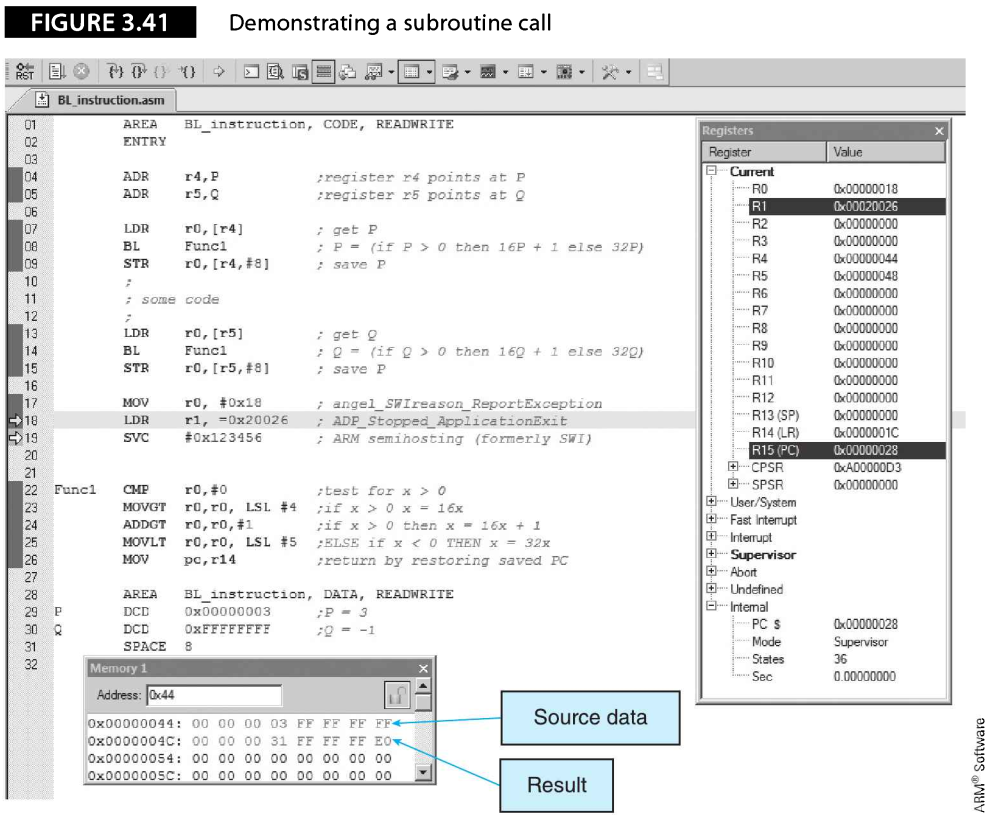 FIGURE 3.41 Demonstrating a subroutine call
RST
BL_instruction.asm
01 AREA BL_instruction, CODE, READWRITE
02 ENTRY
03
04 ADR r4,P ;register r4 points at P
05 ADR r5,Q ;register r5 points at Q
06
07 LDR r0,[r4] ; get P
08 BL Func1 ; P = (if P > 0 then 16P + 1 else 32P)
09 STR r0,[r4,#8] ; save P
10 ;
11 ; some code
12 ;
13 LDR r0,[r5] ; get Q
14 BL Func1 ; Q = (if Q > 0 then 16Q + 1 else 32Q)
15 STR r0,[r5,#8] ; save P
16
17 MOV r0, #0x18 ; angel_SWIreason_ReportException
18 LDR r1, =0x20026 ; ADP_Stopped_ApplicationExit
19 SVC #0x123456 ; ARM semihosting (formerly SWI)
20
21
22 Func1 CMP r0,#0 ;test for x > 0
23 MOVGT r0,r0, LSL #4 ;if x > 0 x = 16x
24 ADDGT r0,r0,#1 ;if x > 0 then x = 16x + 1
25 MOVLT r0,r0, LSL #5 ;ELSE if x < 0 THEN x = 32x
26 MOV pc,r14 ;return by restoring saved PC
27
28 AREA BL_instruction, DATA, READWRITE
29 P DCD 0x00000003 ;P = 3
30 Q DCD 0xFFFFFFFF ;Q = -1
31 SPACE 8
32
Registers
Register Value
Current
R0 0x00000018
R1 0x00020026
R2 0x00000000
R3 0x00000000
R4 0x00000044
R5 0x00000048
R6 0x00000000
R7 0x00000000
R8 0x00000000
R9 0x00000000
R10 0x00000000
R11 0x00000000
R12 0x00000000
R13 (SP) 0x00000000
R14 (LR) 0x0000001C
R15 (PC) 0x00000028
CPSR 0xA00000D3
SPSR 0x00000000
User/System
Fast Interrupt
Interrupt
Supervisor
Abort
Undefined
Internal
PC $ 0x00000028
Mode Supervisor
States 36
Sec 0.00000000
Memory 1
Address: 0x44
0x00000044: 00 00 00 03 FF FF FF FF
0x0000004C: 00 00 00 31 FF FF FF E0
0x00000054: 00 00 00 00 00 00 00 00
0x0000005C: 00 00 00 00 00 00 00 00
Source data
Result
ARM® Software